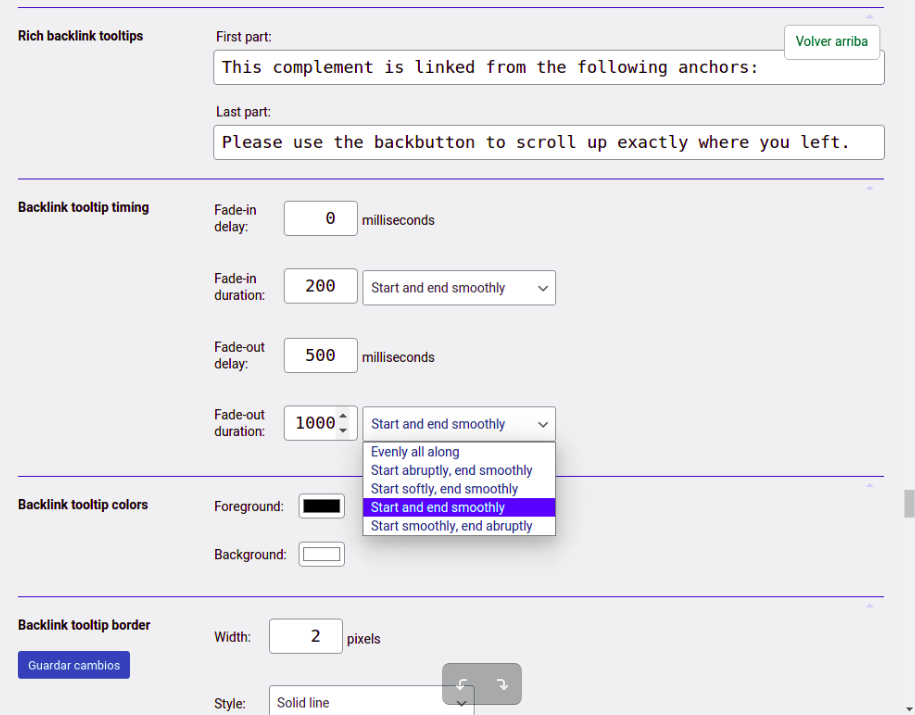 Rich backlink tooltips
First part:
Volver arriba
This complement is linked from the following anchors:
Last part:
Please use the backbutton to scroll up exactly where you left.
Backlink tooltip timing
Fade-in
delay:
0
milliseconds
Fade-in
duration:
200
Start and end smoothly
Fade-out
delay:
500
milliseconds
Fade-out
duration:
1000
Start and end smoothly
Evenly all along
Start abruptly, end smoothly
Start softly, end smoothly
Start and end smoothly
Start smoothly, end abruptly
Backlink tooltip colors
Foreground:
Background:
Backlink tooltip border
Width:
2
pixels
Guardar cambios
Style:
Solid line